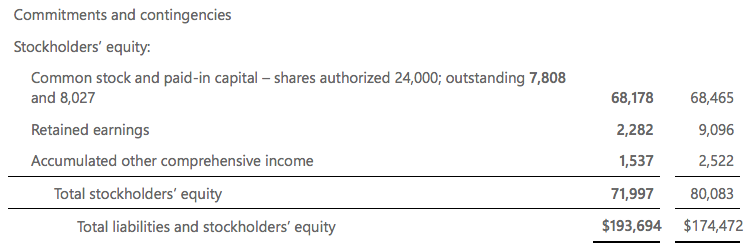 Commitments and contingencies
Stockholders’ equity:
Common stock and paid-in capital – shares authorized 24,000; outstanding 7,808
and 8,027 68,178 68,465
Retained earnings 2,282 9,096
Accumulated other comprehensive income 1,537 2,522
Total stockholders’ equity 71,997 80,083
Total liabilities and stockholders’ equity $193,694 $174,472